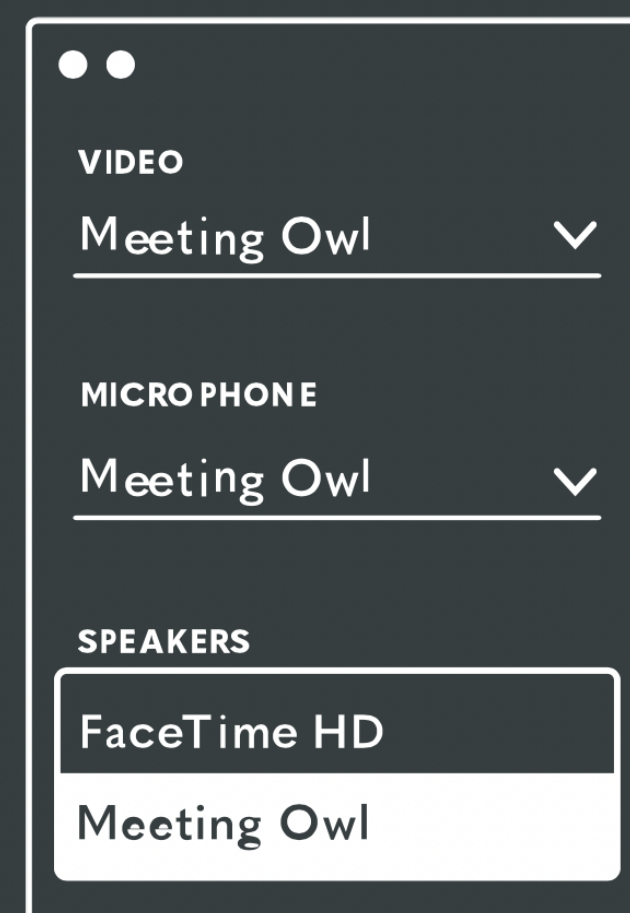 VIDEO
Meeting Owl
MICROPHONE
Meeting Owl
SPEAKERS
FaceTime HD
Meeting Owl